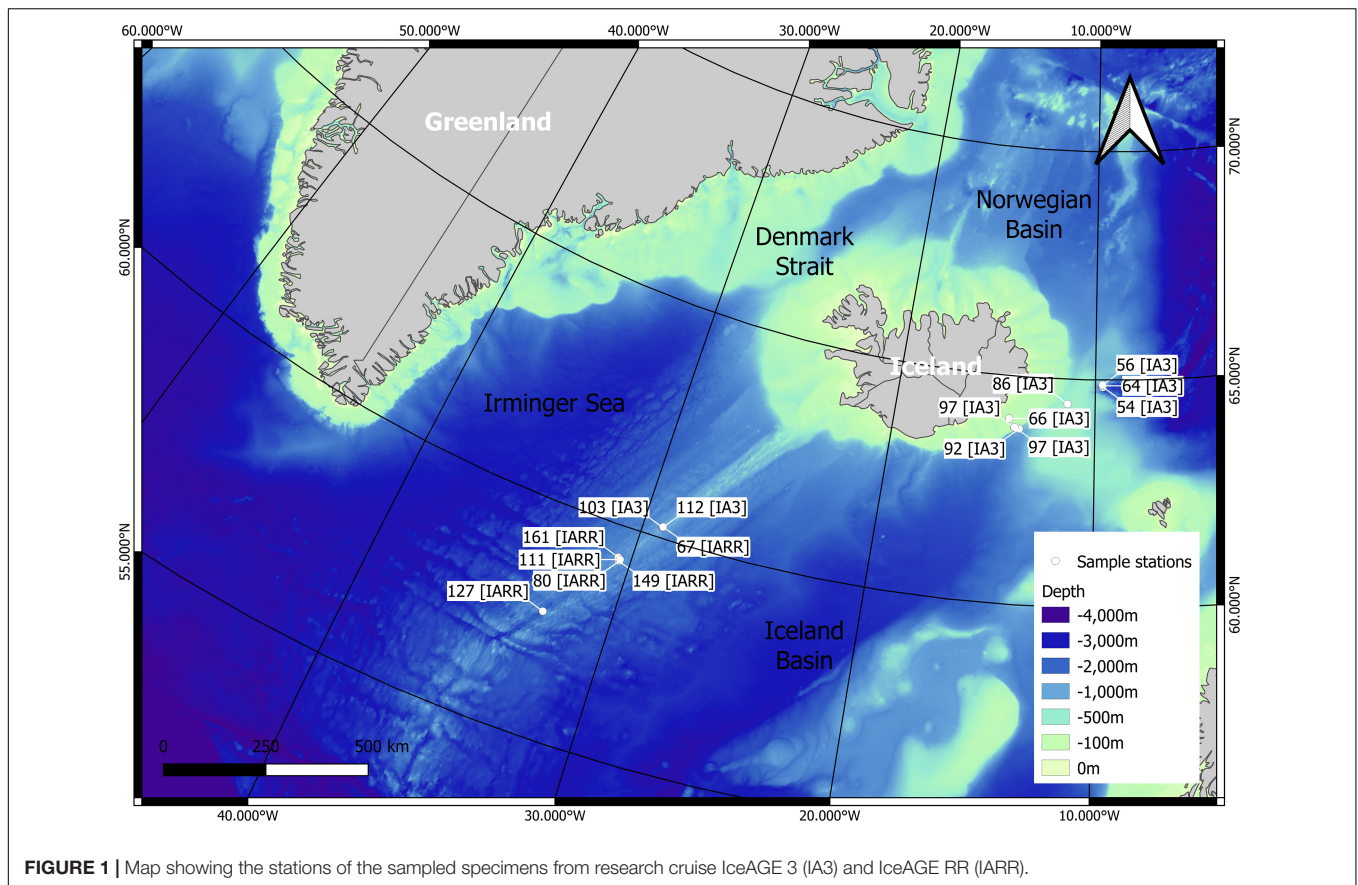 60.000°W
50.000°W
40.000°W
30.000°W
20.000°W
10.000°W
Greenland
70.000°N
Norwegian
Basin
Denmark
Strait
60.000°N
Iceland
56 [IA3]
86 [IA3]
64 [IA3]
65.000°N
Irminger Sea
97 [IA3]
66 [IA3]
54 [IA3]
92 [IA3]
97 [IA3]
103 [IA3]
112 [IA3]
161 [IARR]
67 [IARR]
111 [IARR]
55.000°N
80 [IARR]
149 [IARR]
127 [IARR]
60.000°N
Iceland
Basin
Sample stations
Depth
-4,000m
-3,000m
-2,000m
-1,000m
-500m
-100m
0m
0 250 500 km
40.000°W
30.000°W
20.000°W
10.000°W
FIGURE 1 | Map showing the stations of the sampled specimens from research cruise IceAGE 3 (IA3) and IceAGE RR (IARR).